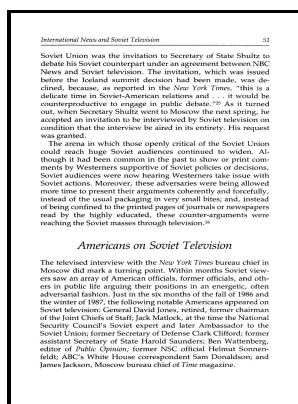 International News and Soviet Television 51
Soviet Union was the invitation to Secretary of State Shultz to
debate his Soviet counterpart under an agreement between NBC
News and Soviet television. The invitation, which was issued
before the Iceland summit decision had been made, was de-
clined, because, as reported in the New York Times, "this is a
delicate time in Soviet-American relations and . . . it would be
counterproductive to engage in public debate."25 As it turned
out, when Secretary Shultz went to Moscow the next spring, he
accepted an invitation to be interviewed by Soviet television on
condition that the interview be aired in its entirety. His request
was granted.
The arena in which those openly critical of the Soviet Union
could reach huge Soviet audiences continued to widen. Al-
though it had been common in the past to show or print com-
ments by Westerners supportive of Soviet policies or decisions,
Soviet audiences were now hearing Westerners take issue with
Soviet actions. Moreover, these adversaries were being allowed
more time to present their arguments coherently and forcefully,
instead of the usual packaging in very small bites; and, instead
of being confined to the printed pages of journals or newspapers
read by the highly educated, these counter-arguments were
reaching the Soviet masses through television.26
Americans on Soviet Television
The televised interview with the New York Times bureau chief in
Moscow did mark a turning point. Within months Soviet view-
ers saw an array of American officials, former officials, and oth-
ers in public life arguing their positions in an energetic, often
adversarial fashion. Just in the six months of the fall of 1986 and
the winter of 1987, the following notable Americans appeared on
Soviet television: General David Jones, retired, former chairman
of the Joint Chiefs of Staff; Jack Matlock, at the time the National
Security Council's Soviet expert and later Ambassador to the
Soviet Union; former Secretary of Defense Clark Clifford; former
assistant Secretary of State Harold Saunders; Ben Wattenberg,
editor of Public Opinion; former NSC official Helmut Sonnen-
feldt; ABC's White House correspondent Sam Donaldson; and
James Jackson, Moscow bureau chief of Time magazine.